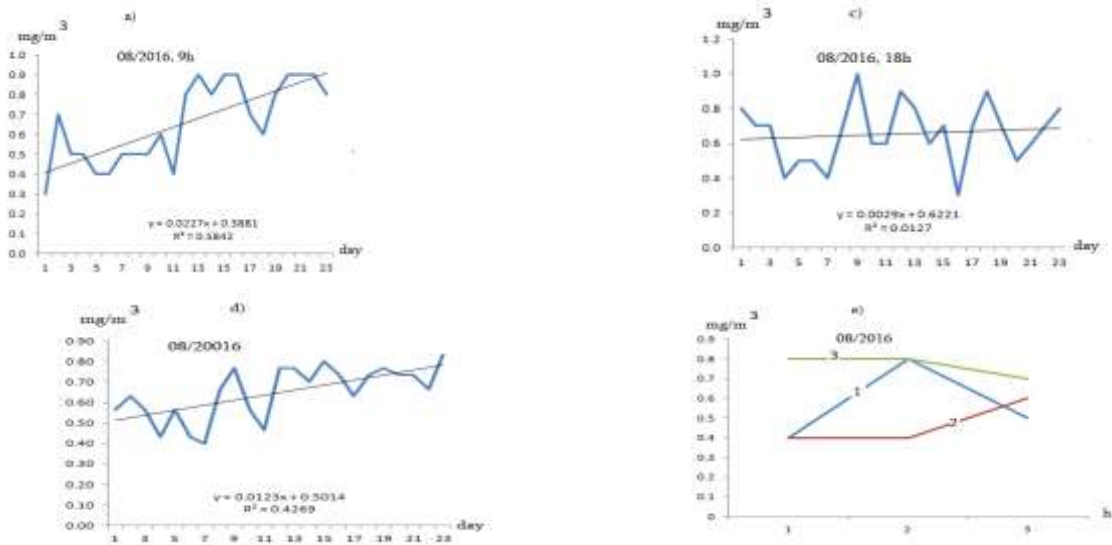 a)
mg/m 3
08/2016, 9h
1.0
0.9
0.8
0.7
0.6
0.5
0.4
0.3
0.2
0.1
0.0
y = 0.0227x + 0.3881
R² = 0.5842
day
1 3 5 7 9 11 13 15 17 19 21 23
c)
mg/m 3
08/2016, 18h
1.2
1.0
0.8
0.6
0.4
0.2
0.0
y = 0.0029x + 0.6221
R² = 0.0127
day
1 3 5 7 9 11 13 15 17 19 21 23
d)
mg/m 3
08/20016
0.90
0.80
0.70
0.60
0.50
0.40
0.30
0.20
0.10
0.00
y = 0.0123x + 0.5014
R² = 0.4269
day
1 3 5 7 9 11 13 15 17 19 21 23
e)
mg/m 3
08/2016
0.9
0.8
0.7
0.6
0.5
0.4
0.3
0.2
0.1
0
3
1
2
h
1 2 3